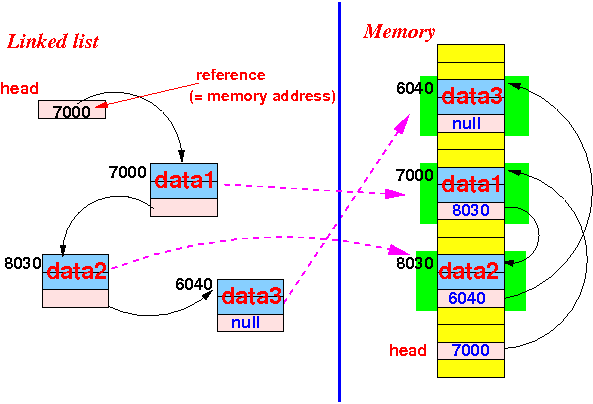 Linked list
head
7000
reference
(= memory address)
7000
data1
8030
data2
6040
data3
null
Memory
6040
data3
null
7000
data1
8030
8030
data2
6040
head
7000